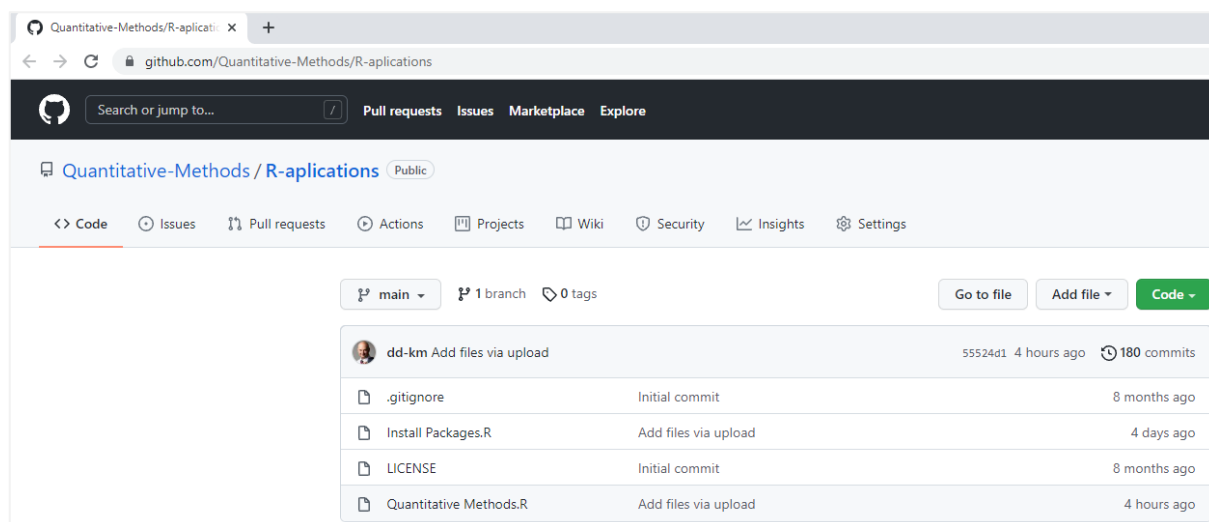 Quantitative-Methods/R-aplicatio
github.com/Quantitative-Methods/R-aplications
Search or jump to... / Pull requests Issues Marketplace Explore
Quantitative-Methods / R-aplications Public
<> Code Issues Pull requests Actions Projects Wiki Security Insights Settings
main 1 branch 0 tags Go to file Add file Code
dd-km Add files via upload 55524d1 4 hours ago 180 commits
.gitignore Initial commit 8 months ago
Install Packages.R Add files via upload 4 days ago
LICENSE Initial commit 8 months ago
Quantitative Methods.R Add files via upload 4 hours ago